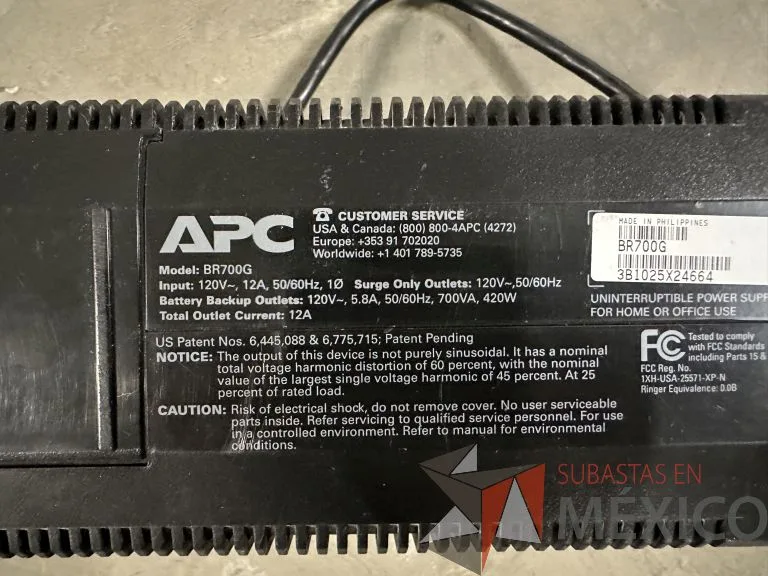 APC
☏ CUSTOMER SERVICE
USA & Canada: (800) 800-4APC (4272)
Europe: +353 91 702020
Worldwide: +1 401 789-5735
Model: BR700G
Input: 120V~, 12A, 50/60Hz, 1Ø Surge Only Outlets: 120V~,50/60Hz
Battery Backup Outlets: 120V~, 5.8A, 50/60Hz, 700VA, 420W
Total Outlet Current: 12A
MADE IN PHILIPPINES
BR700G
3B1025X24664
UNINTERRUPTIBLE POWER SUPP
FOR HOME OR OFFICE USE
US Patent Nos. 6,445,088 & 6,775,715; Patent Pending
NOTICE: The output of this device is not purely sinusoidal. It has a nominal
total voltage harmonic distortion of 60 percent, with the nominal
value of the largest single voltage harmonic of 45 percent. At 25
percent of rated load.
CAUTION: Risk of electrical shock, do not remove cover. No user serviceable
parts inside. Refer servicing to qualified service personnel. For use
in a controlled environment. Refer to manual for environmental
conditions.
FC
Tested to comply
with FCC Standards
including Parts 15 &
FCC Reg. No.
1XH-USA-25571-XP-N
Ringer Equivalence: 0.0B
SUBASTAS EN
MÉXICO